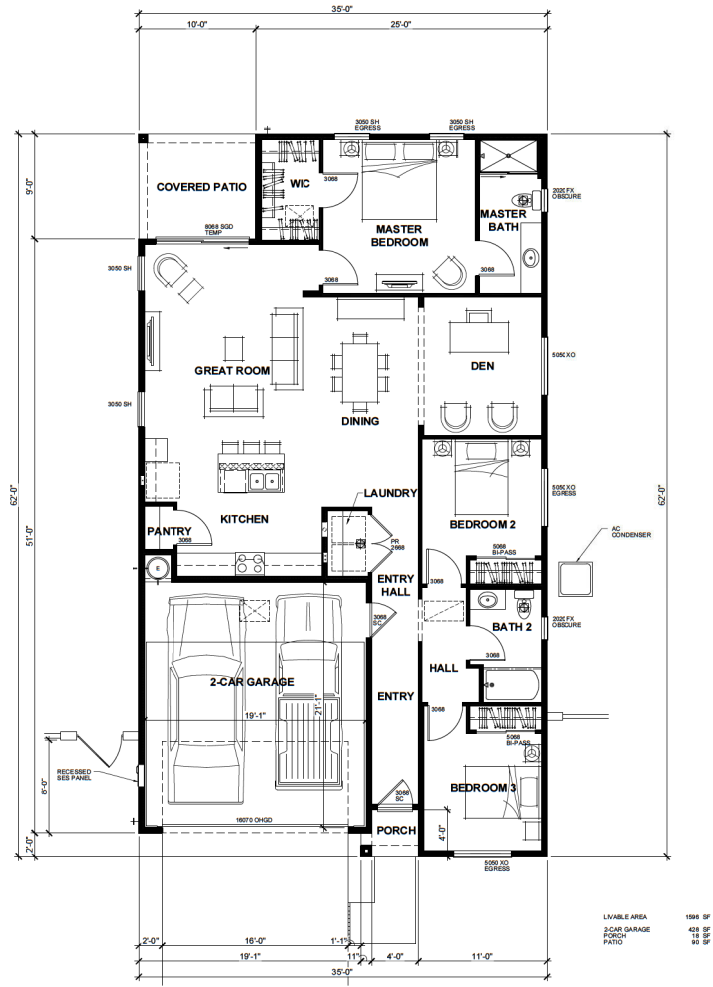 35'-0"
10'-0"
25'-0"
3050 SH
EGRESS
3050 SH
EGRESS
9'-0"
COVERED PATIO
WIC
3068
MASTER
BEDROOM
MASTER
BATH
2020 FX
OBSCURE
8068 SGD
TEMP
3068
3068
3050 SH
GREAT ROOM
DINING
DEN
5050 XO
3050 SH
62'-0"
51'-0"
62'-0"
KITCHEN
LAUNDRY
PANTRY
3068
PR
2668
BEDROOM 2
5050 XO
EGRESS
5068
BI-PASS
AC
CONDENSER
E
ENTRY
HALL
3068
3068
SC
BATH 2
2020 FX
OBSCURE
3068
HALL
2-CAR GARAGE
21'-1"
19'-1"
ENTRY
3068
5068
BI-PASS
RECESSED
SES PANEL
6'-0"
3068
SC
BEDROOM 3
16070 OHGD
PORCH
4'-0"
2'-0"
5050 XO
EGRESS
LIVABLE AREA 1596 SF
2-CAR GARAGE 428 SF
PORCH 18 SF
PATIO 90 SF
2'-0"
16'-0"
1'-1"
19'-1"
11"
4'-0"
11'-0"
35'-0"